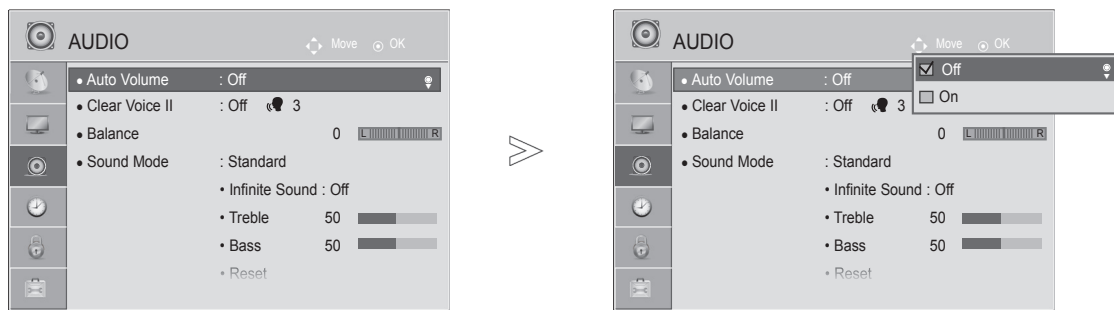 AUDIO
Move OK
• Auto Volume : Off
• Clear Voice II : Off 3
• Balance 0 L R
• Sound Mode : Standard
• Infinite Sound : Off
• Treble 50
• Bass 50
• Reset
AUDIO
Move OK
• Auto Volume : Off
Off
On
• Clear Voice II : Off 3
• Balance 0 L R
• Sound Mode : Standard
• Infinite Sound : Off
• Treble 50
• Bass 50
• Reset